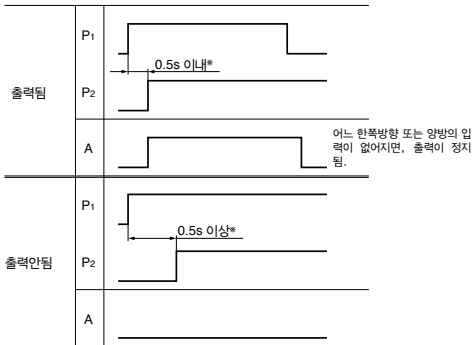 P1
0.5s 이내※
출력됨
P2
A
어느 한쪽방향 또는 양방의 입
력이 없어지면, 출력이 정지
됨.
P1
0.5s 이상※
출력안됨
P2
A